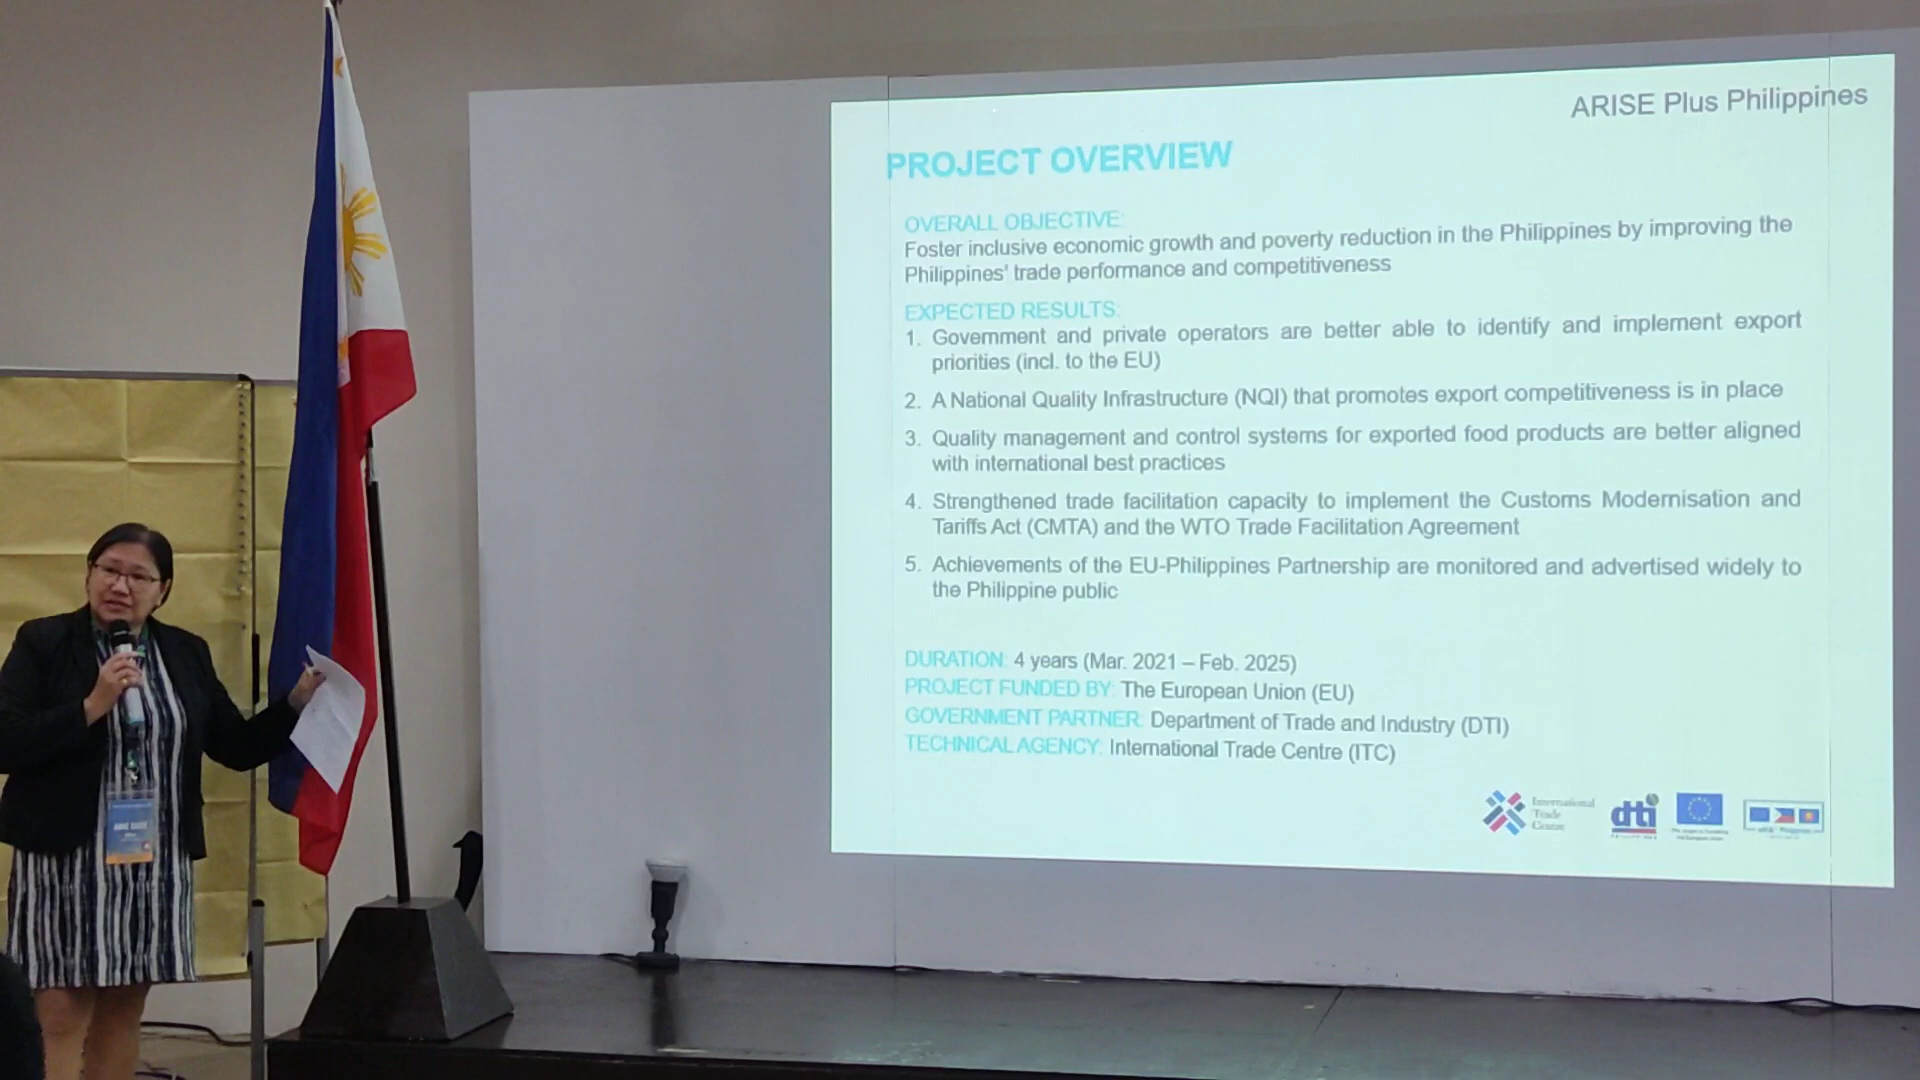 ARISE Plus Philippines
PROJECT OVERVIEW
OVERALL OBJECTIVE:
Foster inclusive economic growth and poverty reduction in the Philippines by improving the
Philippines' trade performance and competitiveness
EXPECTED RESULTS:
1. Government and private operators are better able to identify and implement export
priorities (incl. to the EU)
2. A National Quality Infrastructure (NQI) that promotes export competitiveness is in place
3. Quality management and control systems for exported food products are better aligned
with international best practices
4. Strengthened trade facilitation capacity to implement the Customs Modernisation and
Tariffs Act (CMTA) and the WTO Trade Facilitation Agreement
5. Achievements of the EU-Philippines Partnership are monitored and advertised widely to
the Philippine public
DURATION: 4 years (Mar. 2021 – Feb. 2025)
PROJECT FUNDED BY: The European Union (EU)
GOVERNMENT PARTNER: Department of Trade and Industry (DTI)
TECHNICAL AGENCY: International Trade Centre (ITC)
International
Trade
Centre
dti